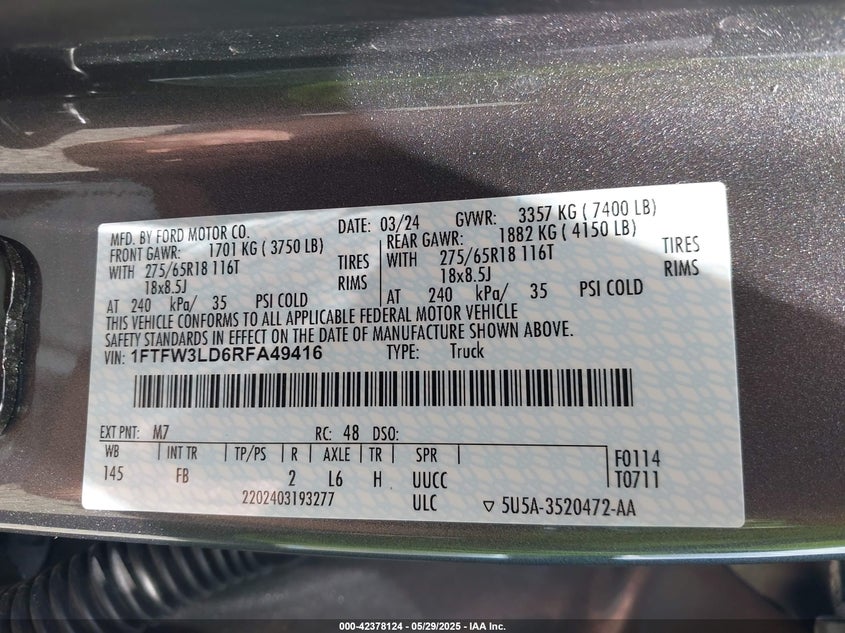 MFD. BY FORD MOTOR CO. DATE: 03/24 GVWR: 3357 KG ( 7400 LB)
FRONT GAWR: 1701 KG ( 3750 LB) REAR GAWR: 1882 KG ( 4150 LB)
WITH 275/65R18 116T TIRES WITH 275/65R18 116T TIRES
18x8.5J RIMS 18x8.5J RIMS
AT 240 kPa/ 35 PSI COLD AT 240 kPa/ 35 PSI COLD
THIS VEHICLE CONFORMS TO ALL APPLICABLE FEDERAL MOTOR VEHICLE
SAFETY STANDARDS IN EFFECT ON THE DATE OF MANUFACTURE SHOWN ABOVE.
VIN: 1FTFW3LD6RFA49416 TYPE: Truck
EXT PNT: M7 RC: 48 DSO:
WB INT TR TP/PS R AXLE TR SPR F0114
145 FB 2 L6 H UUCC T0711
2202403193277 ULC ▽ 5U5A-3520472-AA
000-42378124 | 05/29/2025 - IAA Inc.